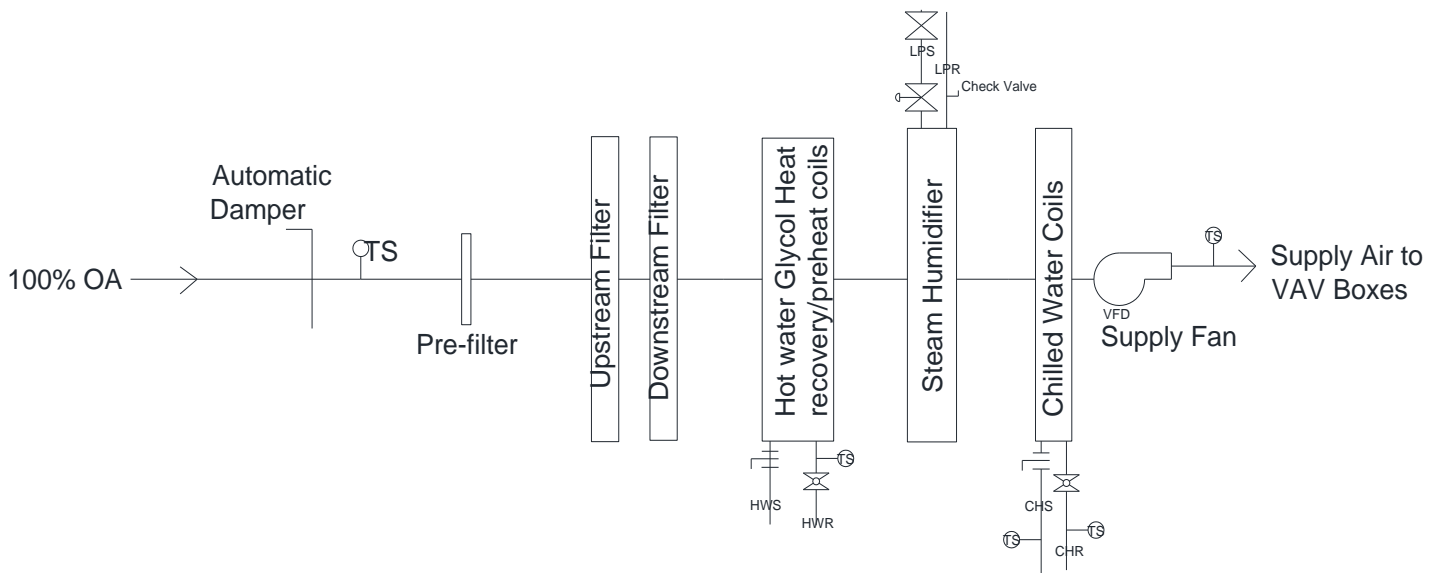 LPS
LPR
Check Valve
Automatic
Damper
TS
100% OA
Pre-filter
Upstream Filter
Downstream Filter
Hot water Glycol Heat
recovery/preheat coils
Steam Humidifier
Chilled Water Coils
VFD
Supply Fan
TS
Supply Air to
VAV Boxes
TS
HWS
HWR
CHS
TS
TS
CHR